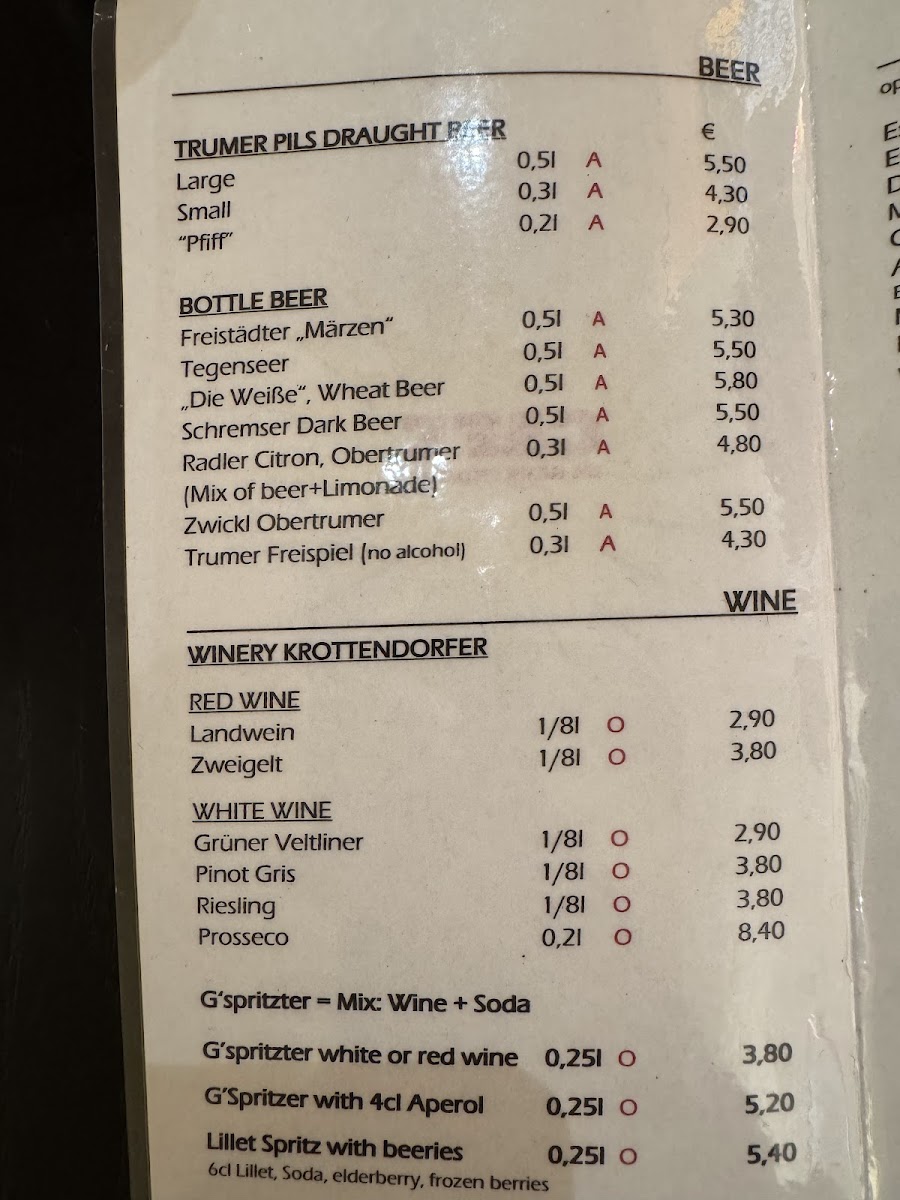 BEER
TRUMER PILS DRAUGHT BEER €
Large 0,5l A 5,50
Small 0,3l A 4,30
"Pfiff" 0,2l A 2,90
BOTTLE BEER
Freistädter „Märzen“ 0,5l A 5,30
Tegenseer 0,5l A 5,50
„Die Weiße“, Wheat Beer 0,5l A 5,80
Schremser Dark Beer 0,5l A 5,50
Radler Citron, Obertrumer 0,3l A 4,80
(Mix of beer+Limonade)
Zwickl Obertrumer 0,5l A 5,50
Trumer Freispiel (no alcohol) 0,3l A 4,30
WINE
WINERY KROTTENDORFER
RED WINE
Landwein 1/8l O 2,90
Zweigelt 1/8l O 3,80
WHITE WINE
Grüner Veltliner 1/8l O 2,90
Pinot Gris 1/8l O 3,80
Riesling 1/8l O 3,80
Prosseco 0,2l O 8,40
G'spritzter = Mix: Wine + Soda
G'spritzter white or red wine 0,25l O 3,80
G'Spritzer with 4cl Aperol 0,25l O 5,20
Lillet Spritz with beeries 0,25l O 5,40
6cl Lillet, Soda, elderberry, frozen berries